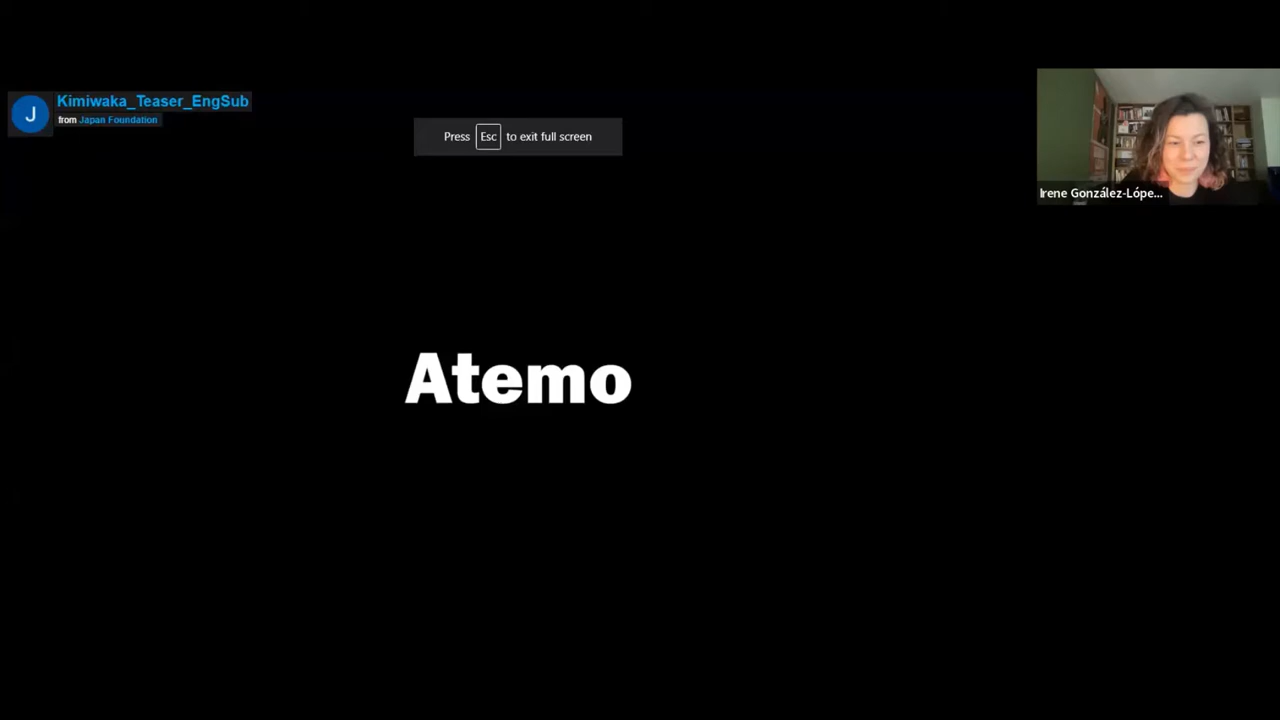 J
Kimiwaka_Teaser_EngSub
from Japan Foundation
Press Esc to exit full screen
Irene González-Lópe...
Atemo